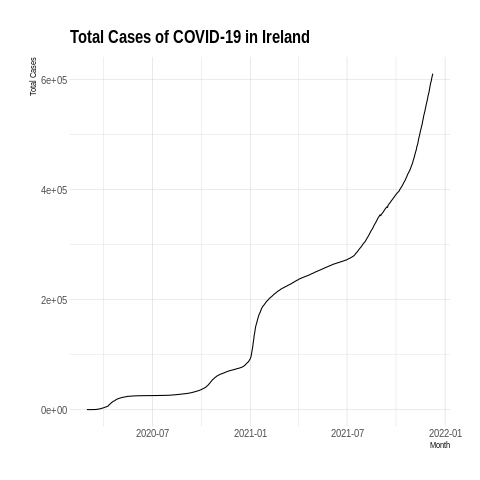 Total Cases of COVID-19 in Ireland
Total Cases
6e+05
4e+05
2e+05
0e+00
2020-07 2021-01 2021-07 2022-01
Month